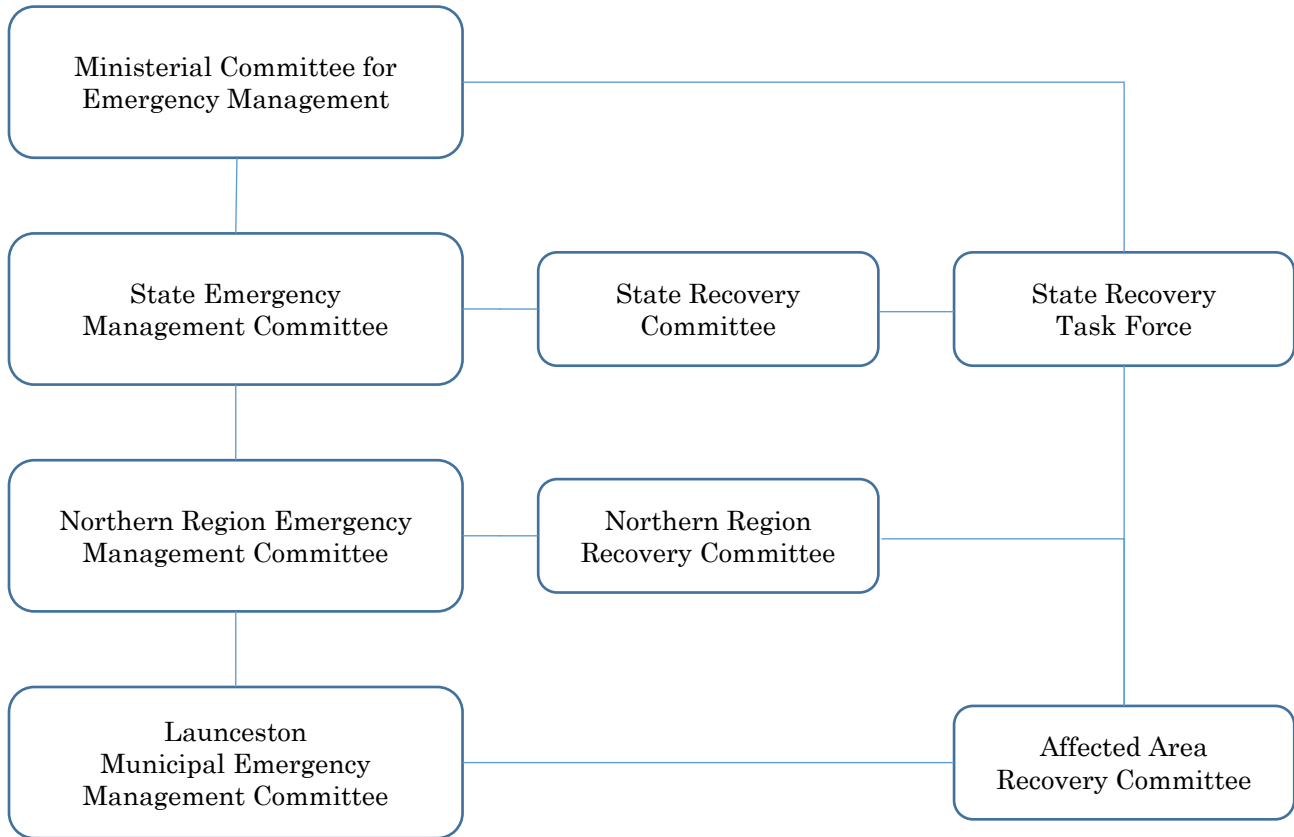 Ministerial Committee for
Emergency Management
State Emergency
Management Committee
State Recovery
Committee
State Recovery
Task Force
Northern Region Emergency
Management Committee
Northern Region
Recovery Committee
Launceston
Municipal Emergency
Management Committee
Affected Area
Recovery Committee